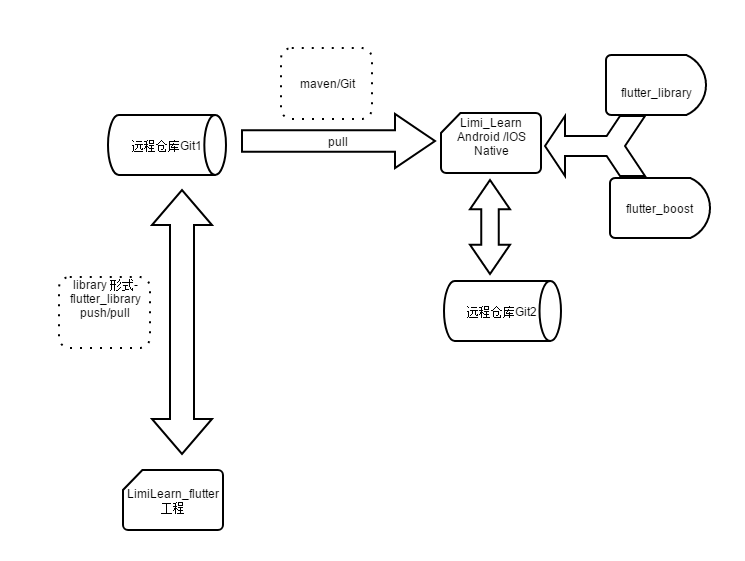 maven/Git
flutter_library
Limi_Learn
Android /IOS
Native
远程仓库Git1
pull
flutter_boost
library 形式-
flutter_library
push/pull
远程仓库Git2
LimiLearn_flutter
工程